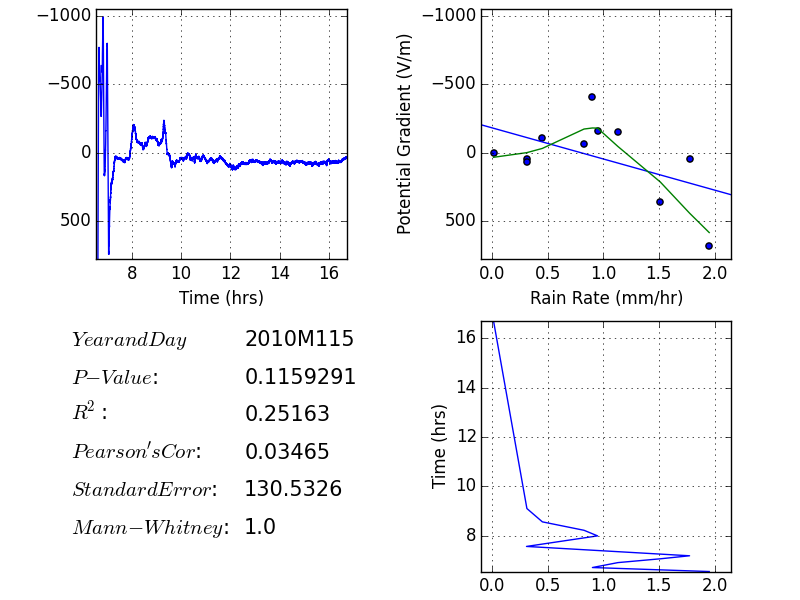 −1000
−500
0
500
8 10 12 14 16
Time (hrs)
−1000
−500
0
500
Potential Gradient (V/m)
0.0 0.5 1.0 1.5 2.0
Rain Rate (mm/hr)
YearandDay 2010M115
P−Value: 0.1159291
R²: 0.25163
Pearson'sCor: 0.03465
StandardError: 130.5326
Mann−Whitney: 1.0
16
14
12
10
8
Time (hrs)
0.0 0.5 1.0 1.5 2.0